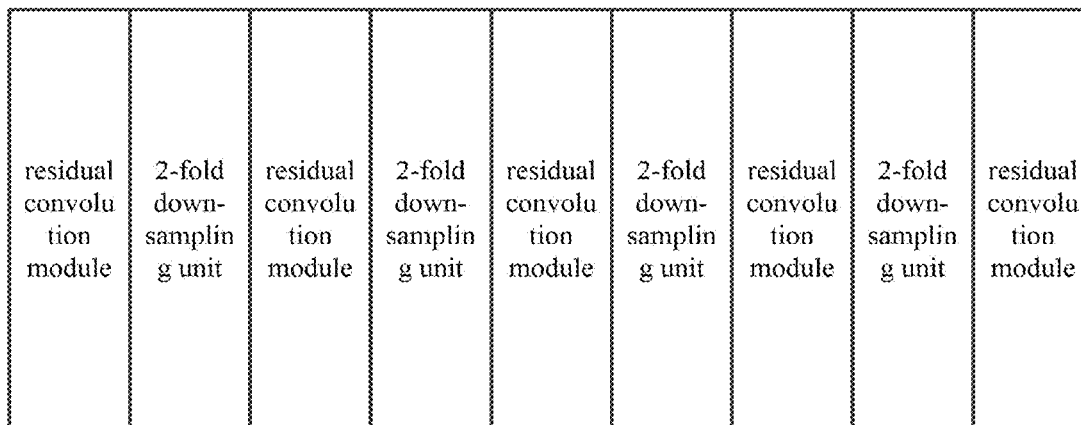 residual
convolu
tion
module
2-fold
down-
samplin
g unit
residual
convolu
tion
module
2-fold
down-
samplin
g unit
residual
convolu
tion
module
2-fold
down-
samplin
g unit
residual
convolu
tion
module
2-fold
down-
samplin
g unit
residual
convolu
tion
module